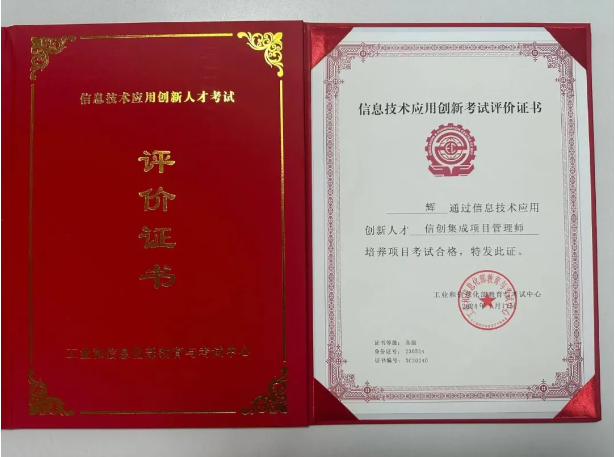 信息技术应用创新人才考试
评价证书
工业和信息化部教育与考试中心
信息技术应用创新考试评价证书
辉 通过信息技术应用
创新人才 信创集成项目管理师
培养项目考试合格，特发此证。
工业和信息化部教育与考试中心
证书等级：高级
身份证号：
证书编号：